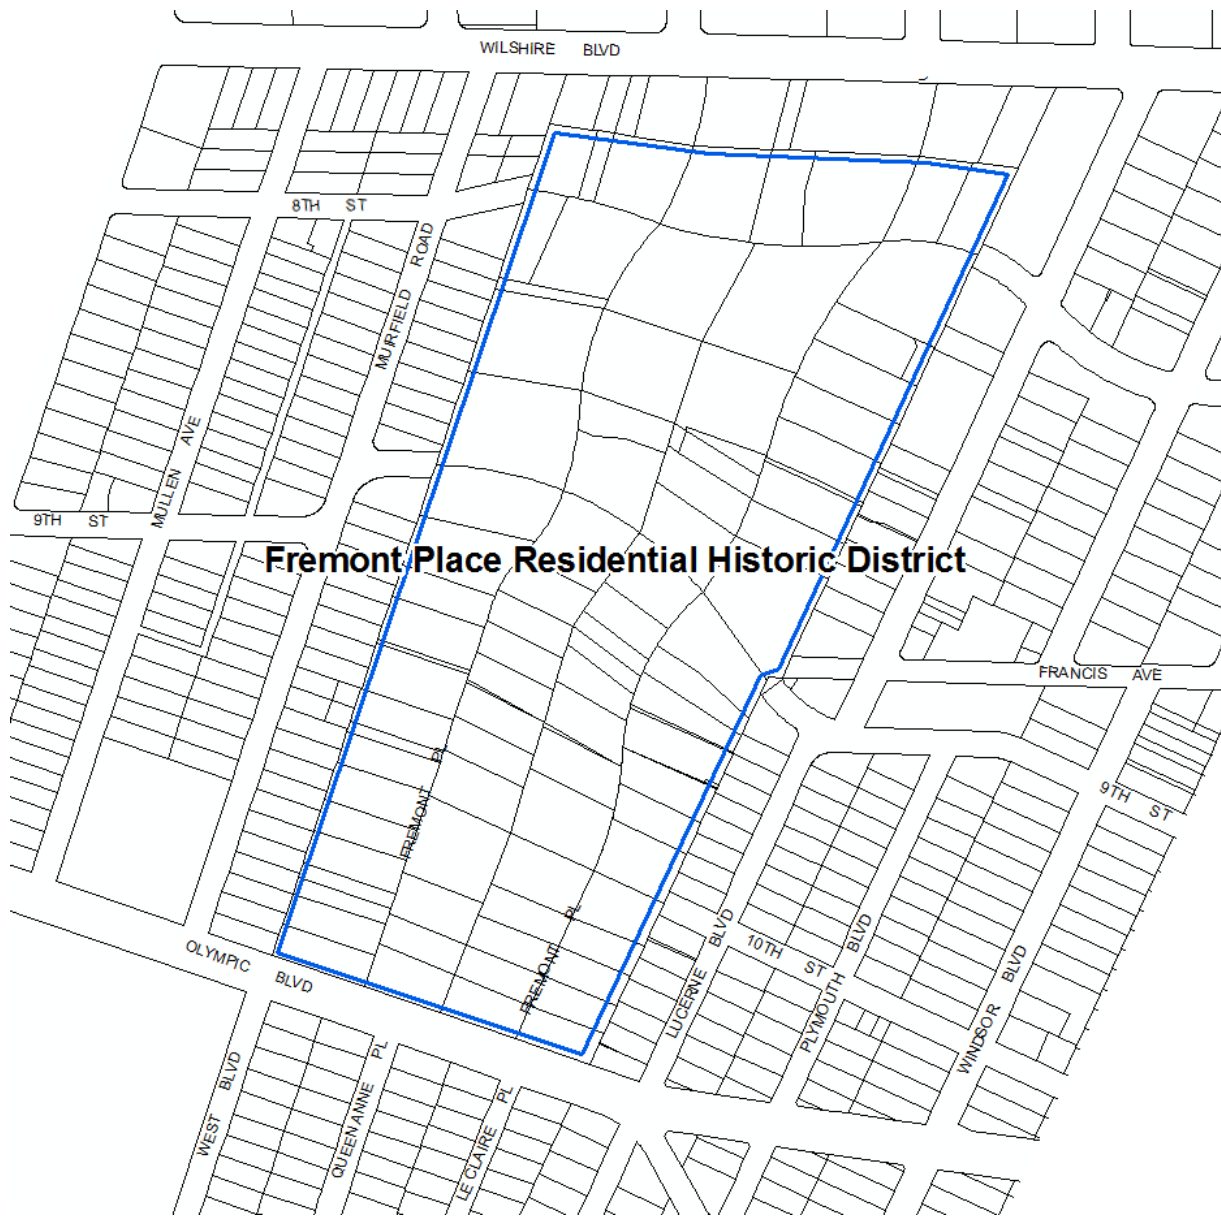 WILSHIRE BLVD
8TH ST
MUIRFIELD ROAD
MULLEN AVE
9TH ST
Fremont Place Residential Historic District
FRANCIS AVE
FREMONT PL
9TH ST
FREMONT PL
OLYMPIC BLVD
LUCERNE BLVD
10TH ST
PLYMOUTH BLVD
WINDSOR BLVD
WEST BLVD
QUEEN ANNE PL
LE CLAIRE PL